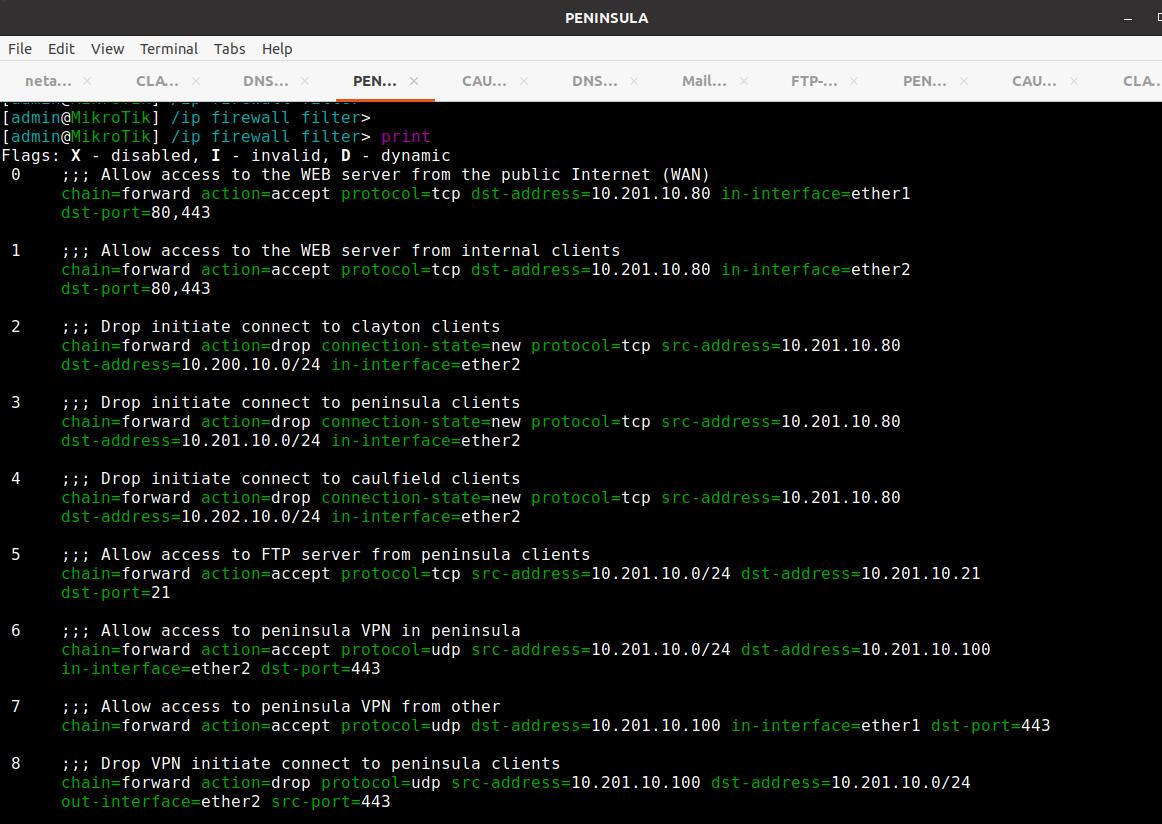 PENINSULA
File Edit View Terminal Tabs Help
neta... × CLA... × DNS... × PEN... × CAU... × DNS... × Mail... × FTP-... × PEN... × CAU... × CLA...
[admin@MikroTik] /ip firewall filter>
[admin@MikroTik] /ip firewall filter>
[admin@MikroTik] /ip firewall filter> print
Flags: X - disabled, I - invalid, D - dynamic
0 ;;; Allow access to the WEB server from the public Internet (WAN)
chain=forward action=accept protocol=tcp dst-address=10.201.10.80 in-interface=ether1
dst-port=80,443
1 ;;; Allow access to the WEB server from internal clients
chain=forward action=accept protocol=tcp dst-address=10.201.10.80 in-interface=ether2
dst-port=80,443
2 ;;; Drop initiate connect to clayton clients
chain=forward action=drop connection-state=new protocol=tcp src-address=10.201.10.80
dst-address=10.200.10.0/24 in-interface=ether2
3 ;;; Drop initiate connect to peninsula clients
chain=forward action=drop connection-state=new protocol=tcp src-address=10.201.10.80
dst-address=10.201.10.0/24 in-interface=ether2
4 ;;; Drop initiate connect to caulfield clients
chain=forward action=drop connection-state=new protocol=tcp src-address=10.201.10.80
dst-address=10.202.10.0/24 in-interface=ether2
5 ;;; Allow access to FTP server from peninsula clients
chain=forward action=accept protocol=tcp src-address=10.201.10.0/24 dst-address=10.201.10.21
dst-port=21
6 ;;; Allow access to peninsula VPN in peninsula
chain=forward action=accept protocol=udp src-address=10.201.10.0/24 dst-address=10.201.10.100
in-interface=ether2 dst-port=443
7 ;;; Allow access to peninsula VPN from other
chain=forward action=accept protocol=udp dst-address=10.201.10.100 in-interface=ether1 dst-port=443
8 ;;; Drop VPN initiate connect to peninsula clients
chain=forward action=drop protocol=udp src-address=10.201.10.100 dst-address=10.201.10.0/24
out-interface=ether2 src-port=443